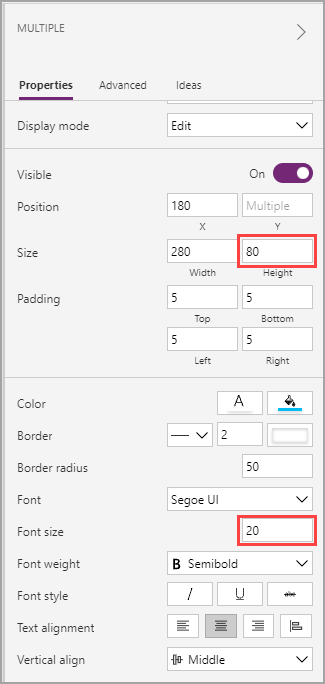 MULTIPLE
Properties Advanced Ideas
Display mode Edit
Visible On
Position 180 Multiple
X Y
Size 280 80
Width Height
Padding 5 5
Top Bottom
5 5
Left Right
Color A
Border 2
Border radius 50
Font Segoe UI
Font size 20
Font weight B Semibold
Font style / U abc
Text alignment
Vertical align Middle